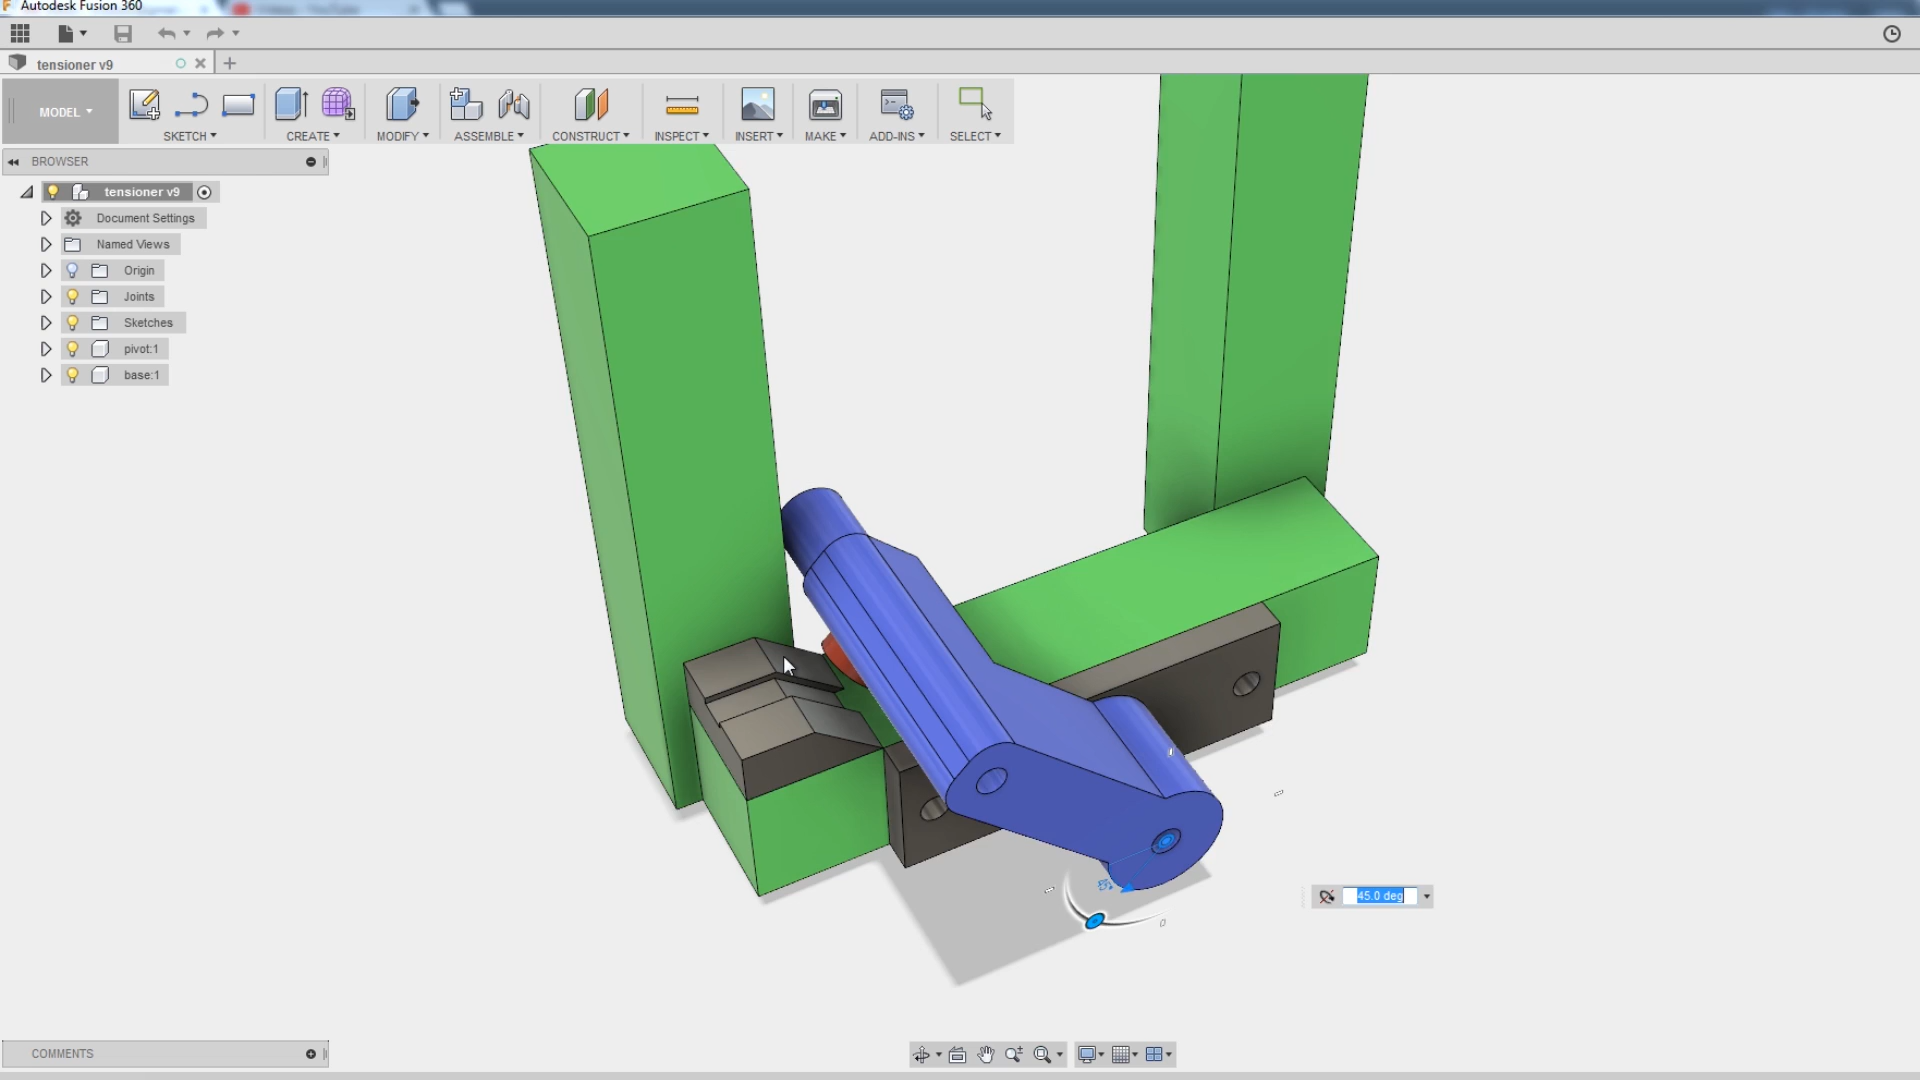 Autodesk Fusion 360
tensioner v9
MODEL
SKETCH
CREATE
MODIFY
ASSEMBLE
CONSTRUCT
INSPECT
INSERT
MAKE
ADD-INS
SELECT
BROWSER
tensioner v9
Document Settings
Named Views
Origin
Joints
Sketches
pivot:1
base:1
45.0 deg
COMMENTS